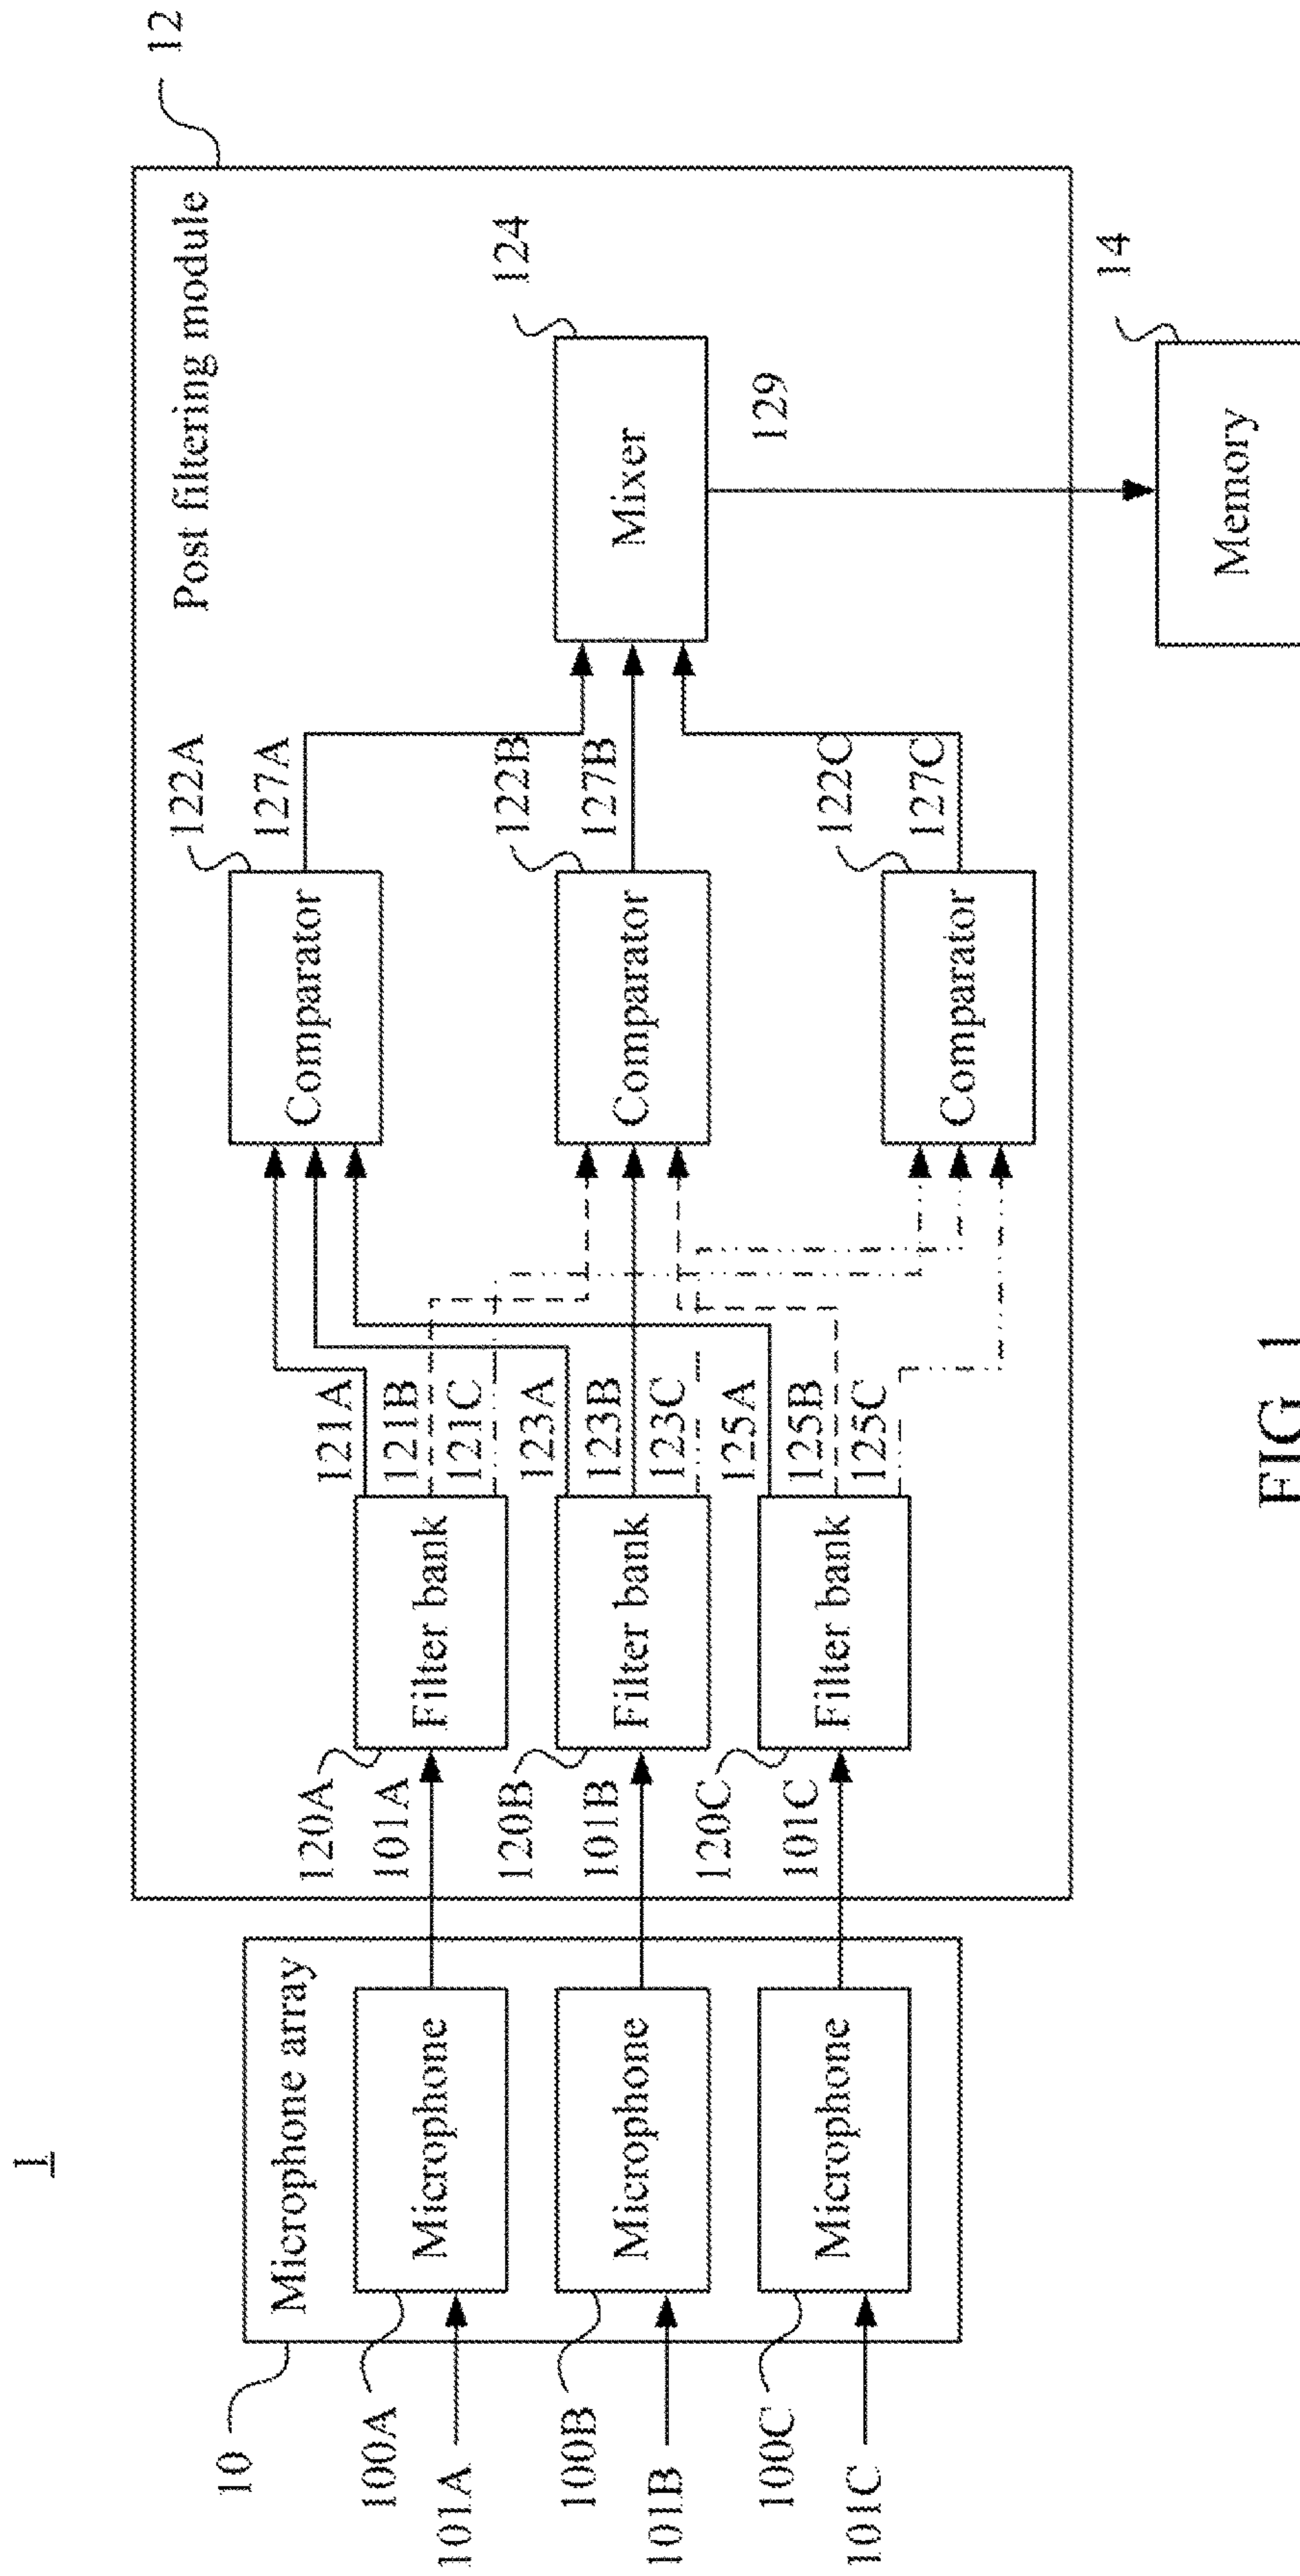 1
10
Microphone array
100A
101A
Microphone
100B
101B
Microphone
100C
101C
Microphone
12
Post filtering module
120A
101A
Filter bank
120B
101B
Filter bank
120C
101C
Filter bank
121A
121B
121C
123A
123B
123C
125A
125B
125C
122A
127A
Comparator
122B
127B
Comparator
122C
127C
Comparator
124
Mixer
129
14
Memory
FIG. 1